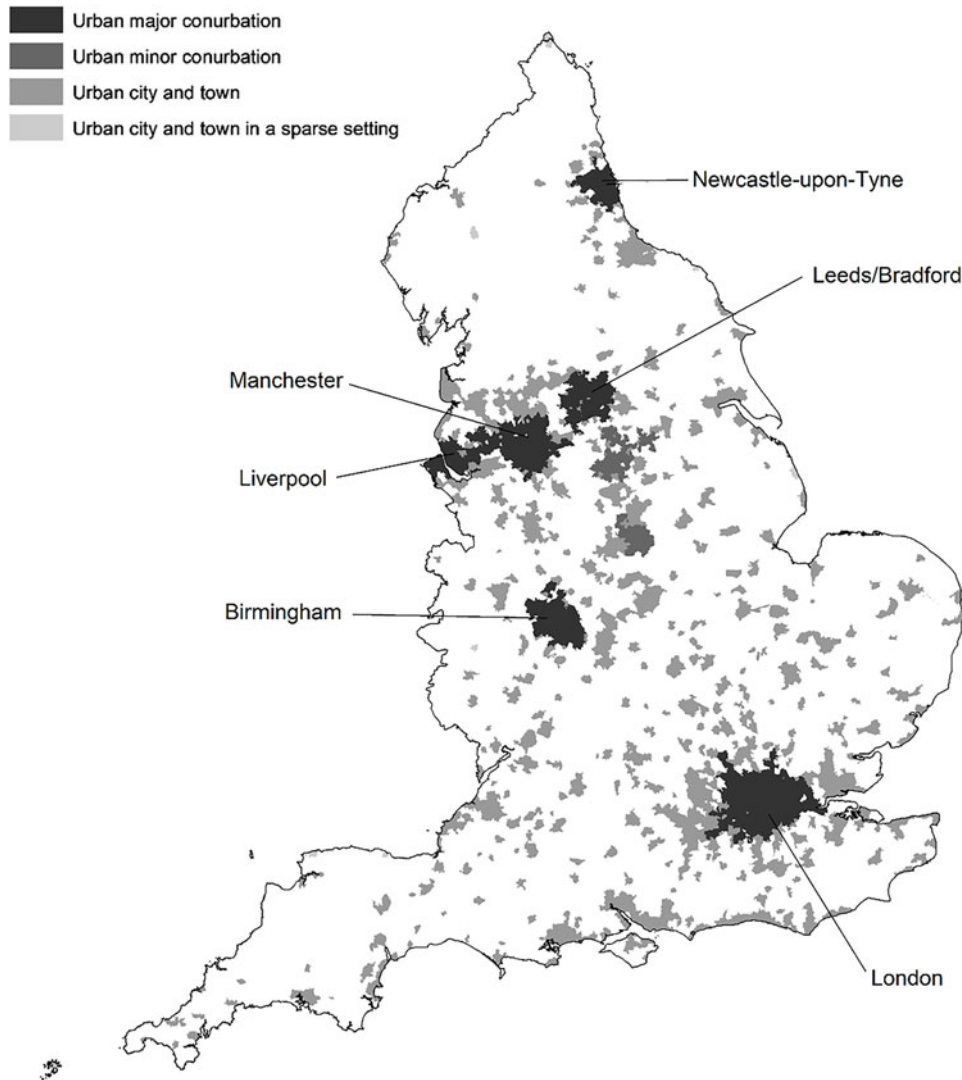 Urban major conurbation
Urban minor conurbation
Urban city and town
Urban city and town in a sparse setting
Newcastle-upon-Tyne
Leeds/Bradford
Manchester
Liverpool
Birmingham
London